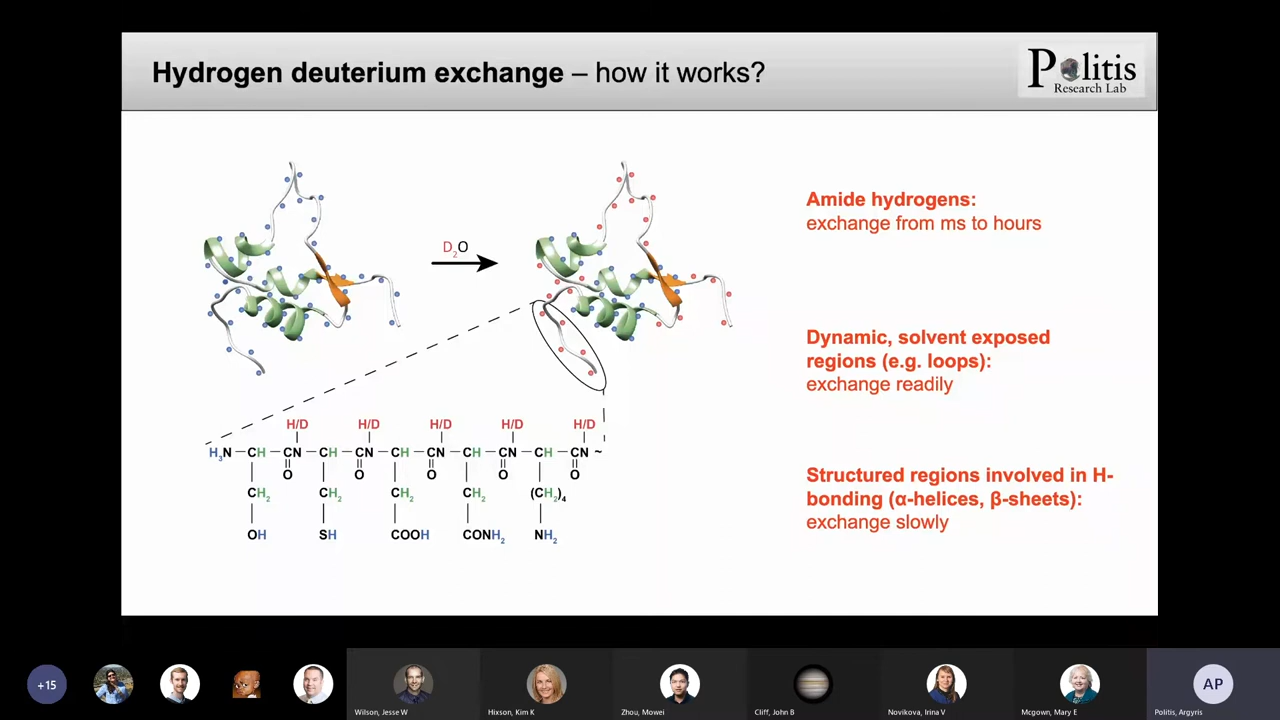 Hydrogen deuterium exchange – how it works?
Politis
Research Lab
D₂O
Amide hydrogens:
exchange from ms to hours
Dynamic, solvent exposed
regions (e.g. loops):
exchange readily
Structured regions involved in H-
bonding (α-helices, β-sheets):
exchange slowly
H/D H/D H/D H/D H/D
H₃N CH CN CH CN CH CN CH CN CH CN ~
O O O O O
CH₂ CH₂ CH₂ CH₂ (CH₂)₄
OH SH COOH CONH₂ NH₂
+15
AP
Wilson, Jesse W
Hixson, Kim K
Zhou, Mowei
Cliff, John B
Novikova, Irina V
Mcgown, Mary E
Politis, Argyris